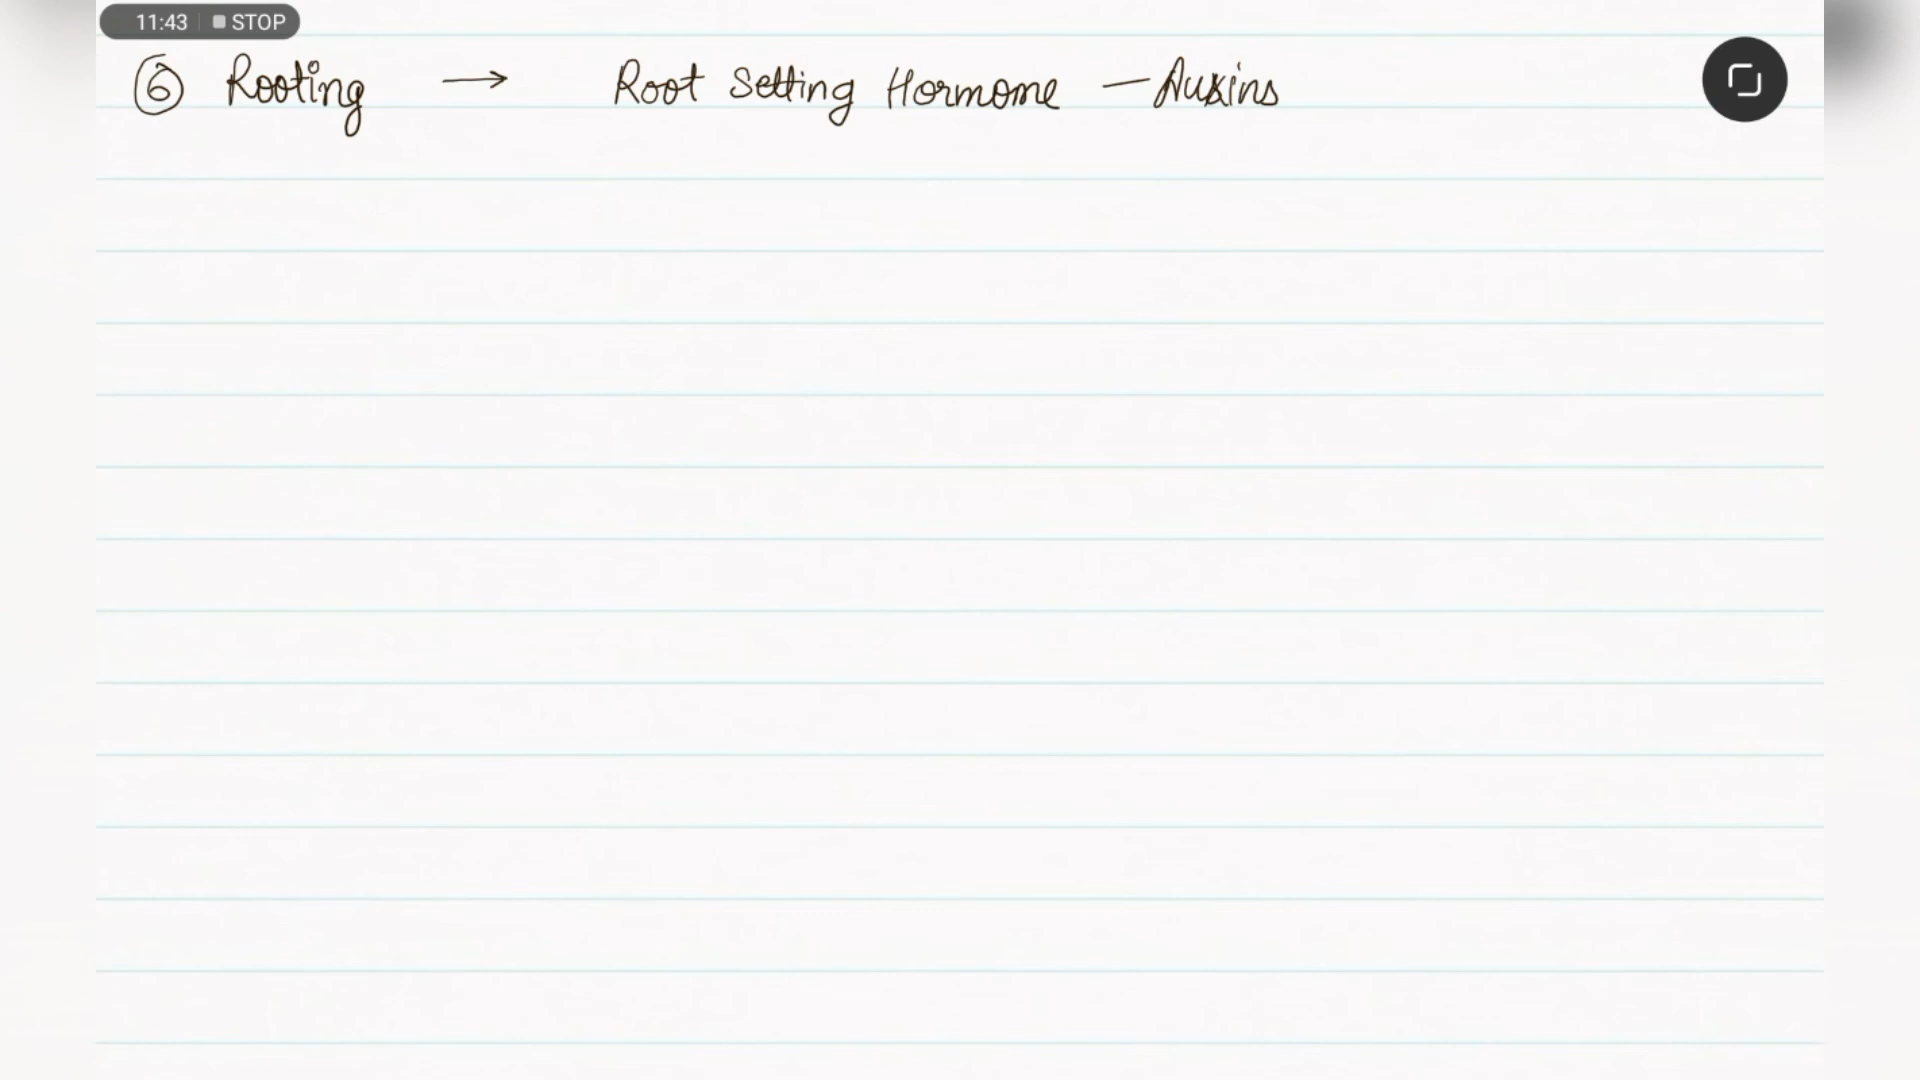 11:43 STOP
⑥ Rooting → Root Setting Hormone — Auxins